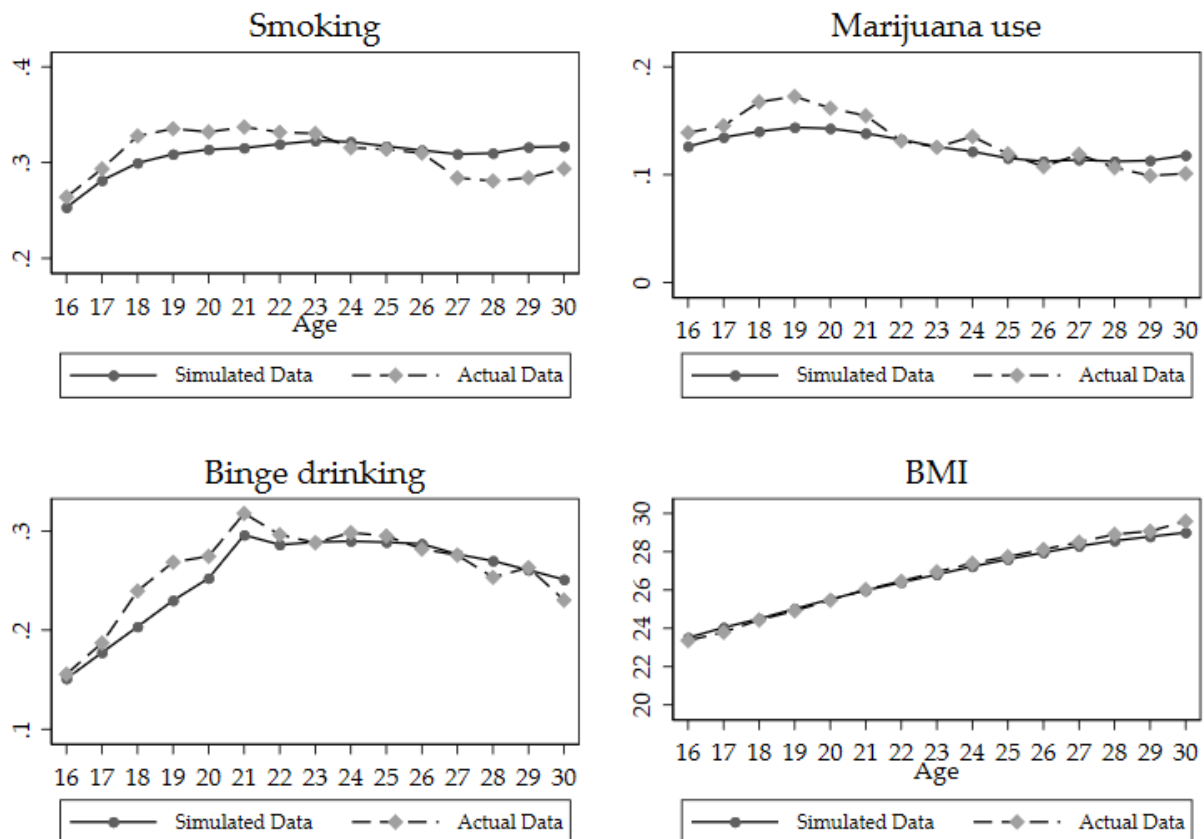 Smoking
.4
.3
.2
16 17 18 19 20 21 22 23 24 25 26 27 28 29 30
Age
Simulated Data Actual Data
Marijuana use
.2
.1
0
16 17 18 19 20 21 22 23 24 25 26 27 28 29 30
Simulated Data Actual Data
Binge drinking
.3
.2
.1
16 17 18 19 20 21 22 23 24 25 26 27 28 29 30
Simulated Data Actual Data
BMI
30
28
26
24
22
20
16 17 18 19 20 21 22 23 24 25 26 27 28 29 30
Age
Simulated Data Actual Data